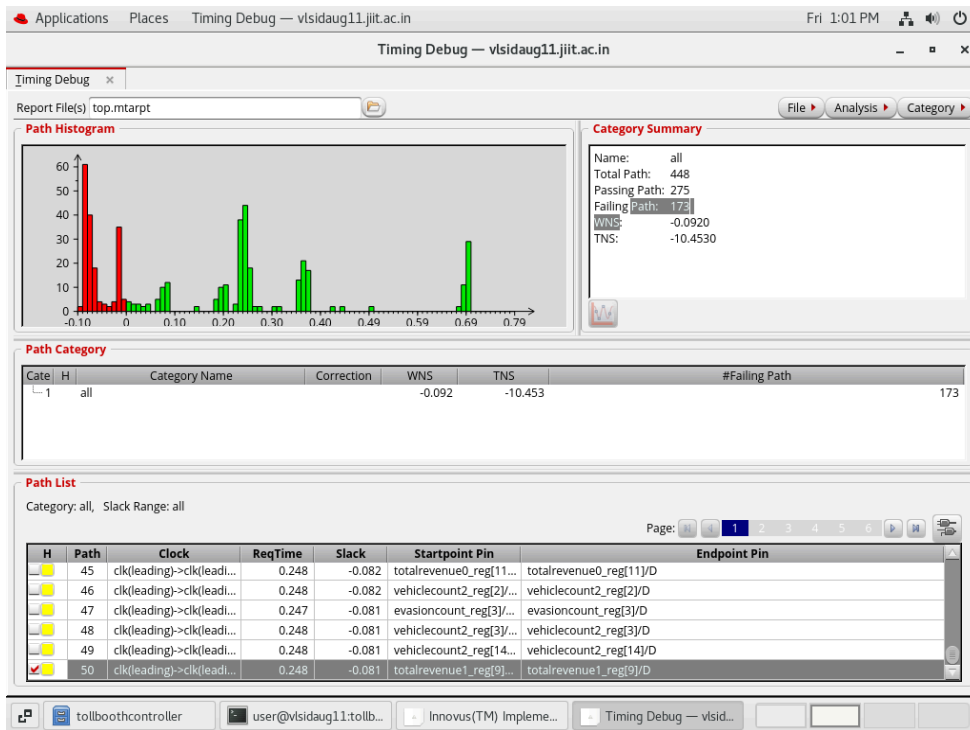 Applications Places Timing Debug — vlsidaug11.jiit.ac.in Fri 1:01 PM
Timing Debug — vlsidaug11.jiit.ac.in
Timing Debug
Report File(s) top.mtarpt File Analysis Category
Path Histogram
60
50
40
30
20
10
0
-0.10 0 0.10 0.20 0.30 0.40 0.49 0.59 0.69 0.79
Category Summary
Name: all
Total Path: 448
Passing Path: 275
Failing Path: 173
WNS: -0.0920
TNS: -10.4530
Path Category
Cate H Category Name Correction WNS TNS #Failing Path
1 all -0.092 -10.453 173
Path List
Category: all, Slack Range: all
Page: 1 2 3 4 5 6
H Path Clock ReqTime Slack Startpoint Pin Endpoint Pin
45 clk(leading)->clk(leadi... 0.248 -0.082 totalrevenue0_reg[11... totalrevenue0_reg[11]/D
46 clk(leading)->clk(leadi... 0.248 -0.082 vehiclecount2_reg[2]/... vehiclecount2_reg[2]/D
47 clk(leading)->clk(leadi... 0.247 -0.081 evasioncount_reg[3]/... evasioncount_reg[3]/D
48 clk(leading)->clk(leadi... 0.248 -0.081 vehiclecount2_reg[3]/... vehiclecount2_reg[3]/D
49 clk(leading)->clk(leadi... 0.248 -0.081 vehiclecount2_reg[14... vehiclecount2_reg[14]/D
50 clk(leading)->clk(leadi... 0.248 -0.081 totalrevenue1_reg[9]... totalrevenue1_reg[9]/D
tollboothcontroller user@vlsidaug11:tollb... Innovus(TM) Impleme... Timing Debug — vlsid...